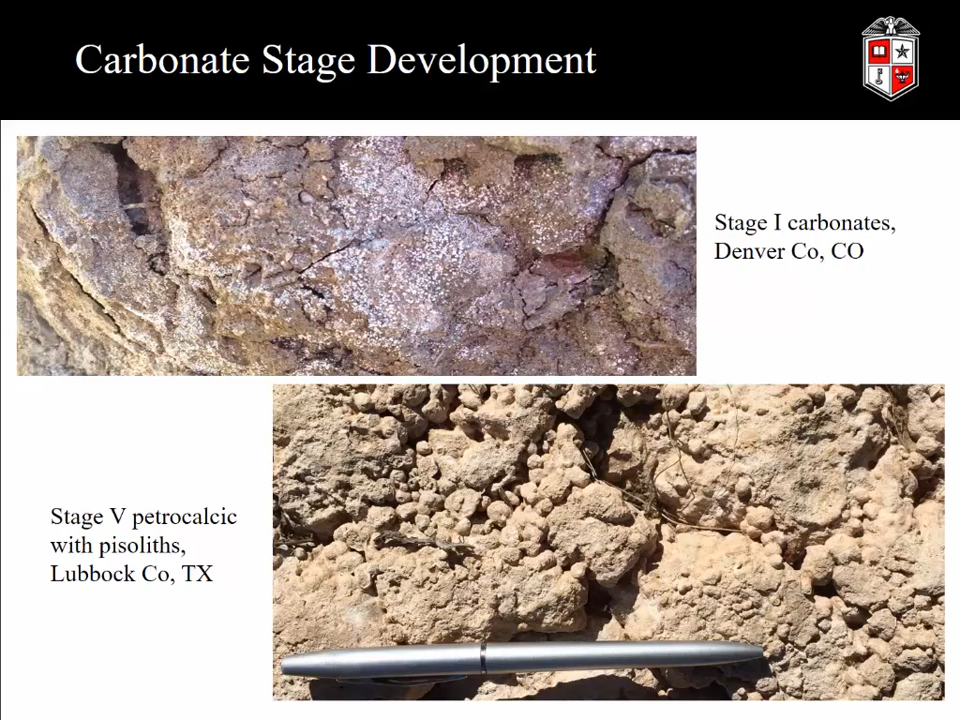 Carbonate Stage Development
Stage I carbonates,
Denver Co, CO
Stage V petrocalcic
with pisoliths,
Lubbock Co, TX